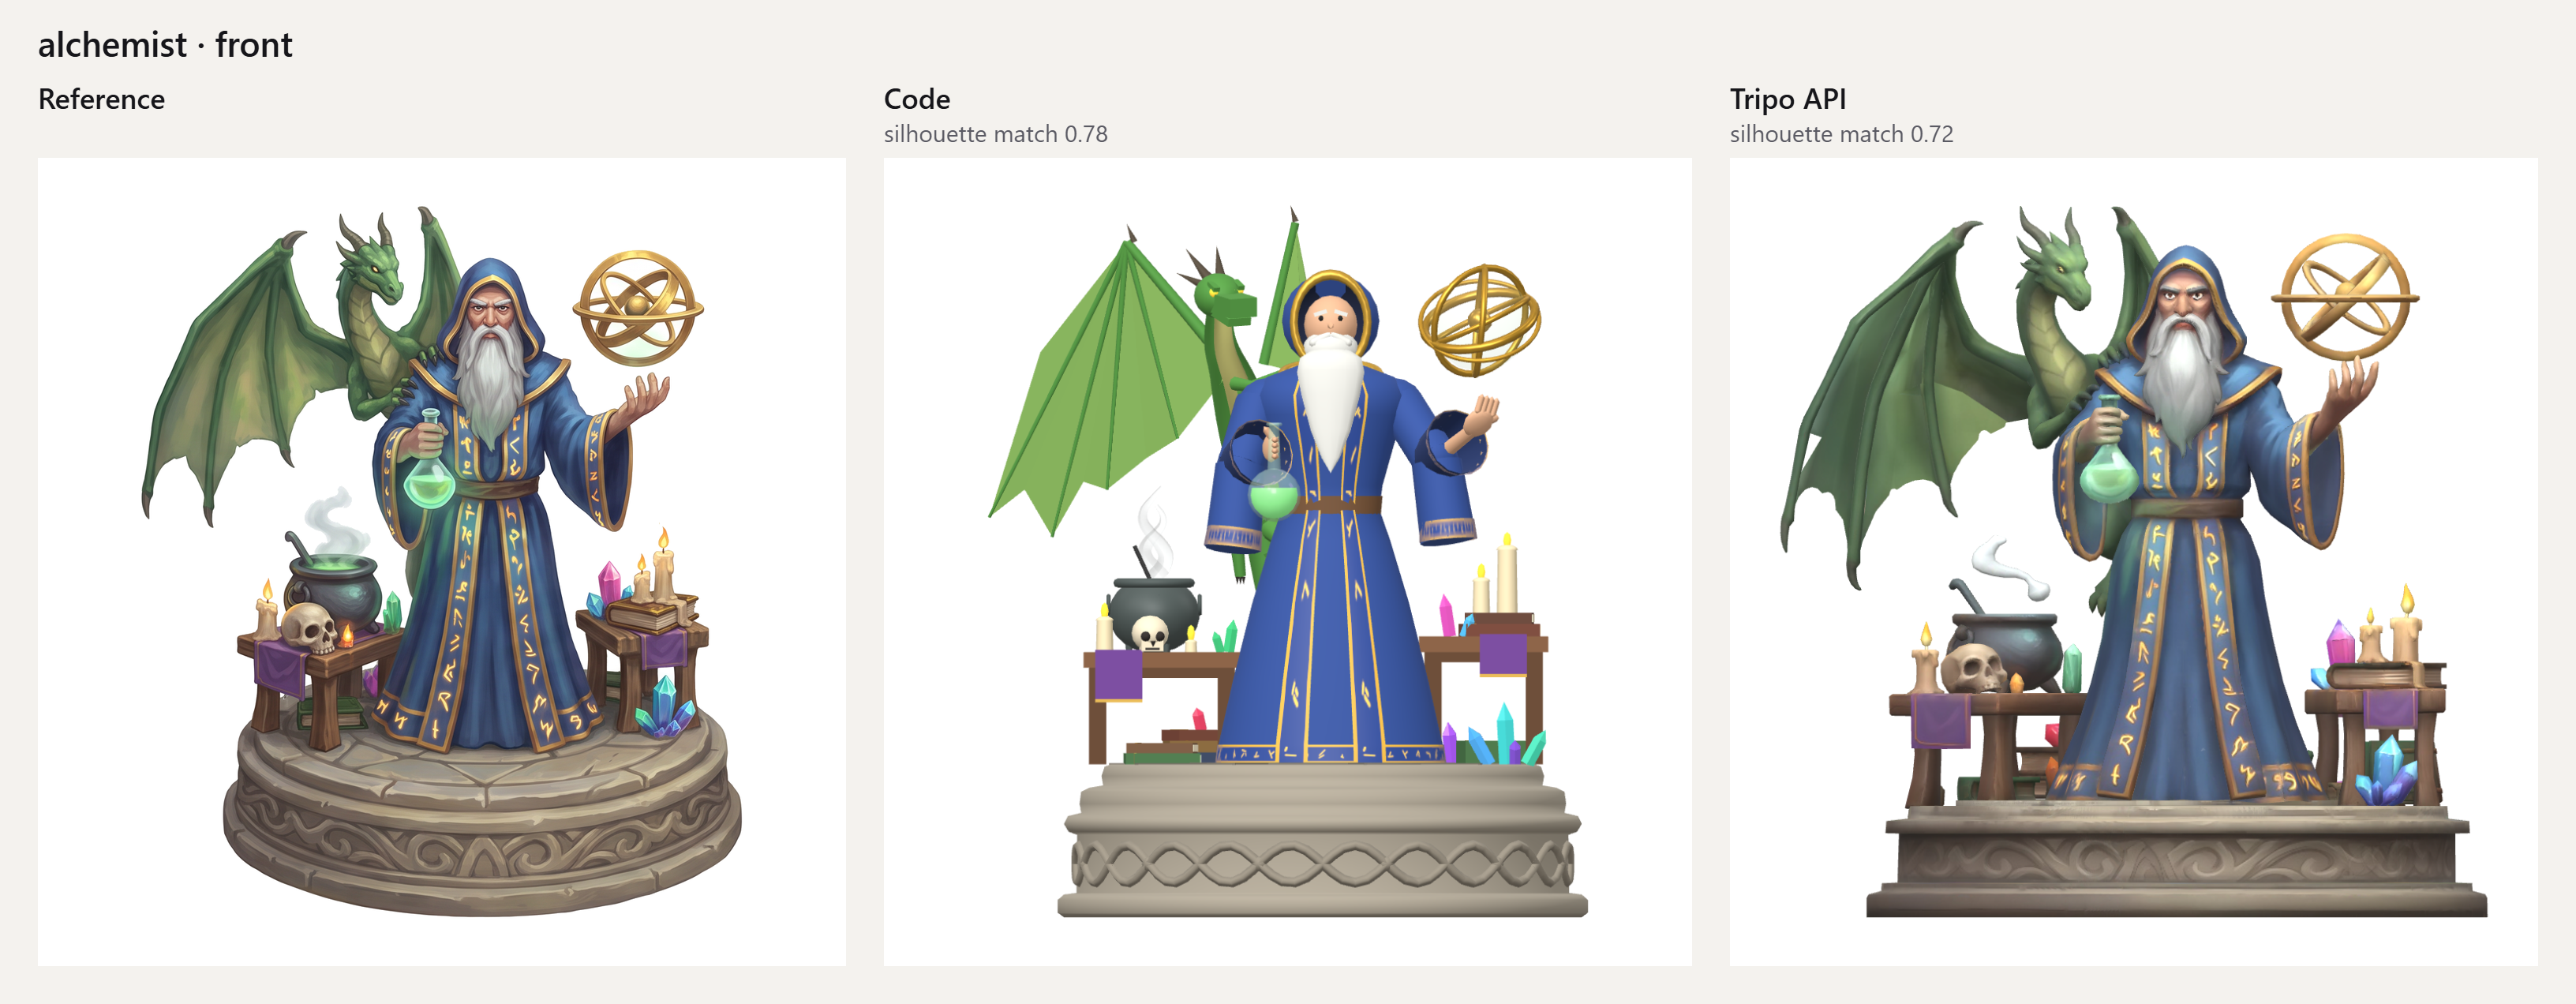 alchemist · front
Reference
Code
Tripo API
silhouette match 0.78
silhouette match 0.72